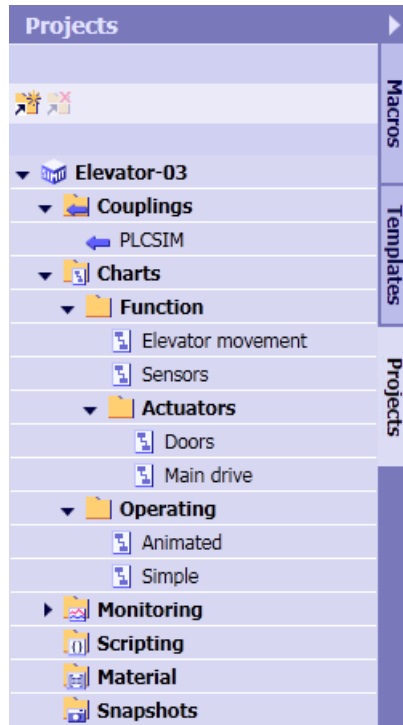 Projects
Elevator-03
Couplings
PLCSIM
Charts
Function
Elevator movement
Sensors
Actuators
Doors
Main drive
Operating
Animated
Simple
Monitoring
Scripting
Material
Snapshots
Macros
Templates
Projects